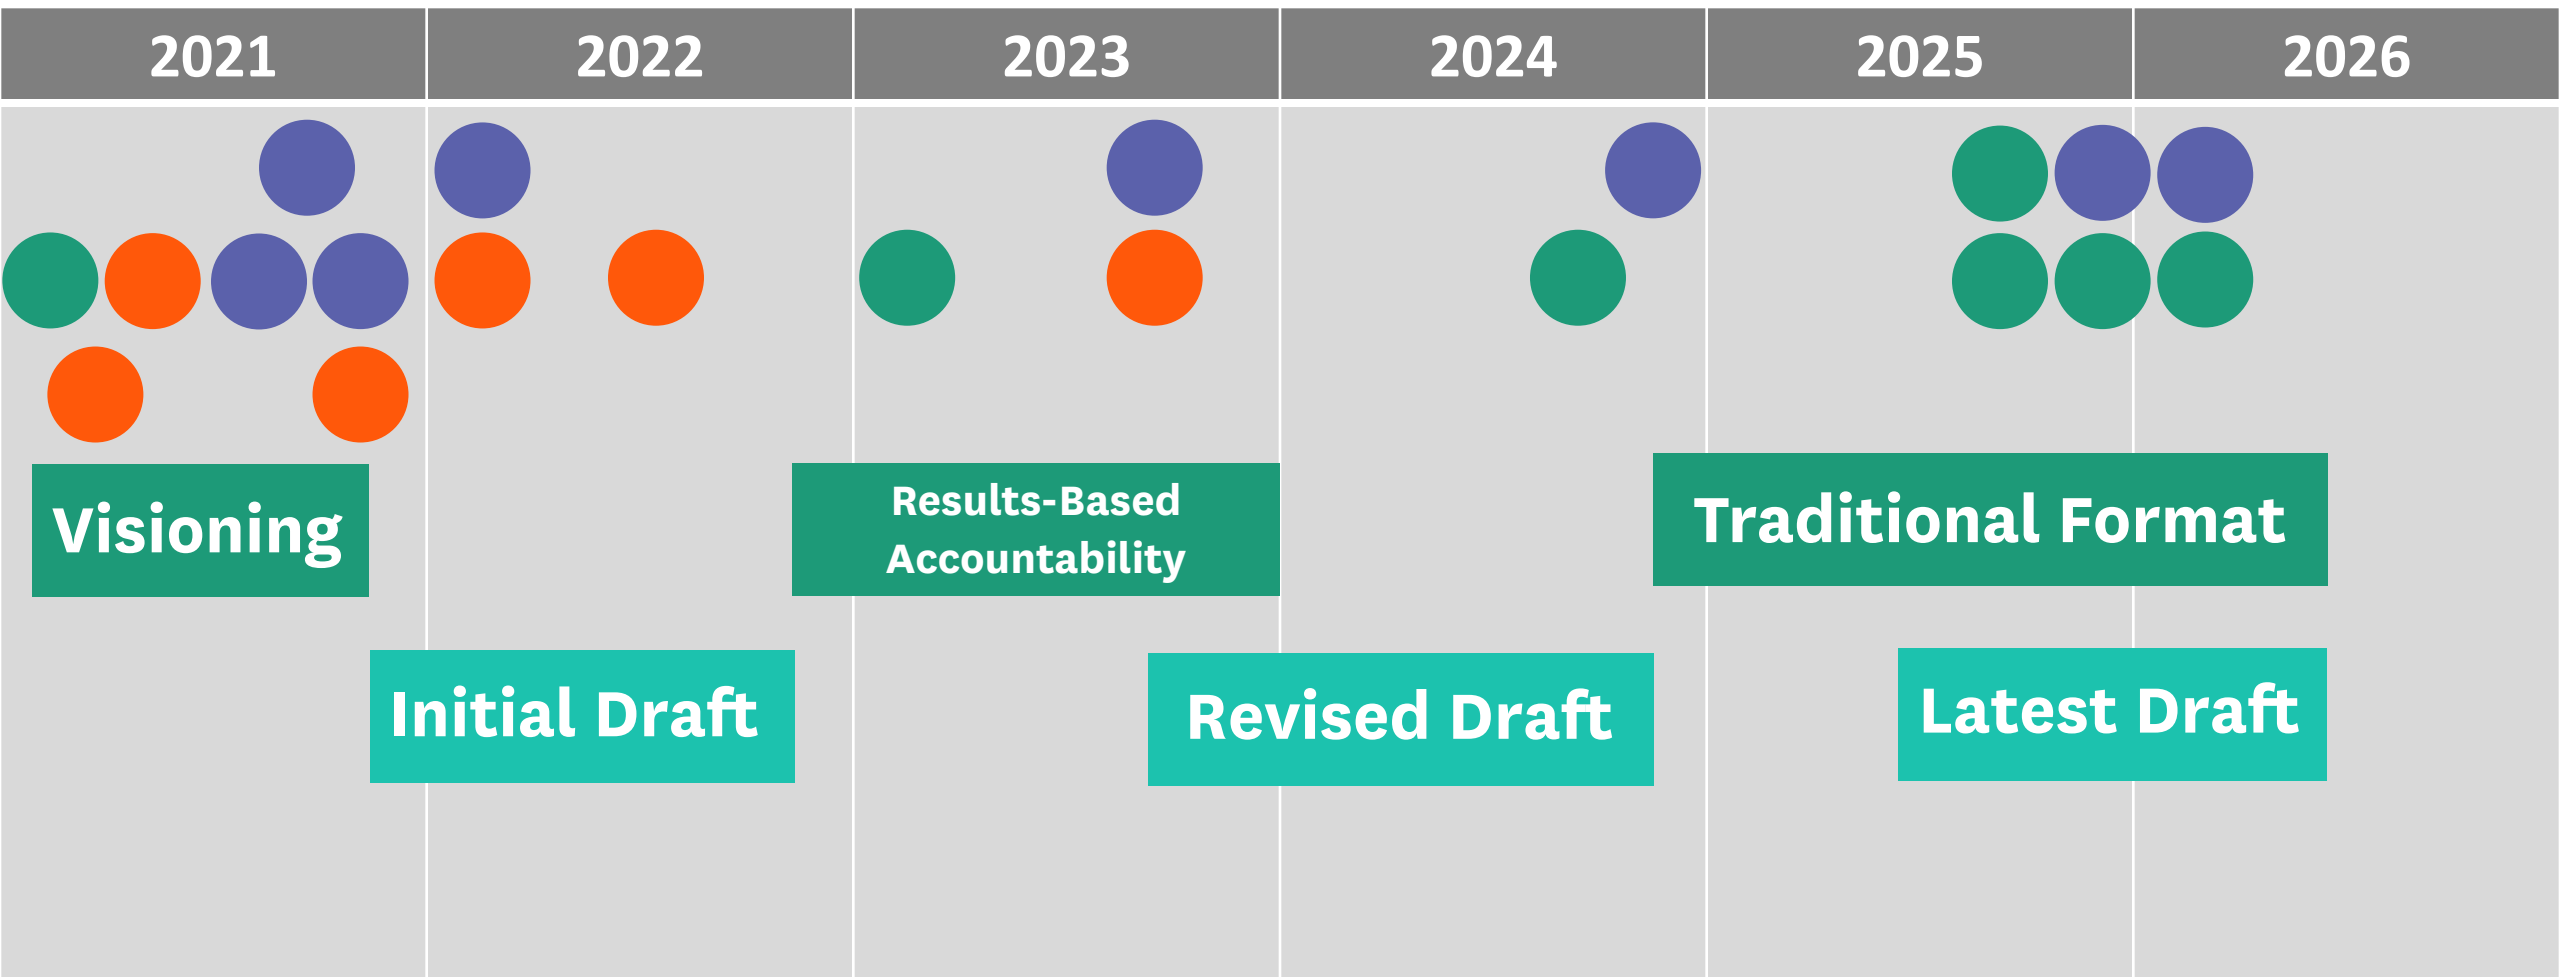 2021 2022 2023 2024 2025 2026
Visioning
Results-Based
Accountability
Traditional Format
Initial Draft
Revised Draft
Latest Draft